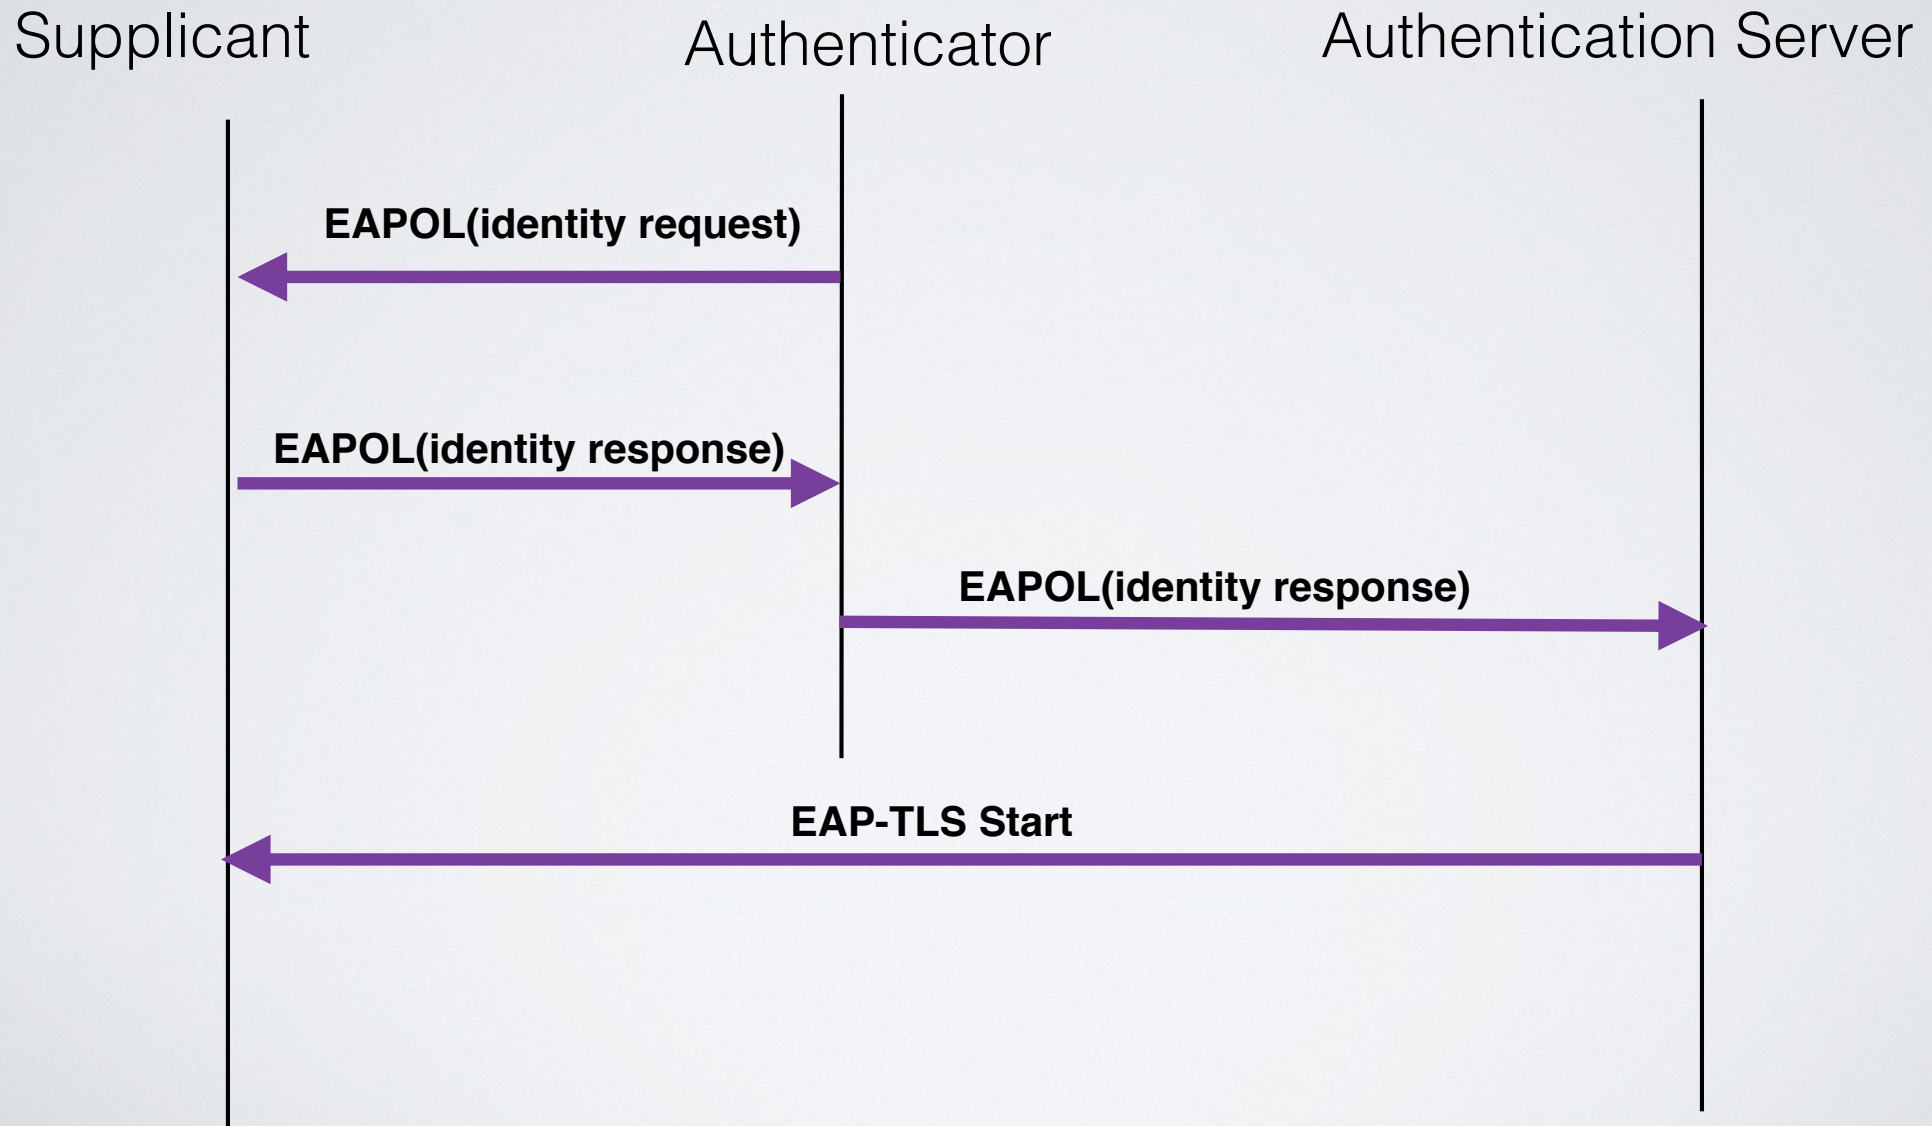 Supplicant
Authenticator
Authentication Server
EAPOL(identity request)
EAPOL(identity response)
EAPOL(identity response)
EAP-TLS Start